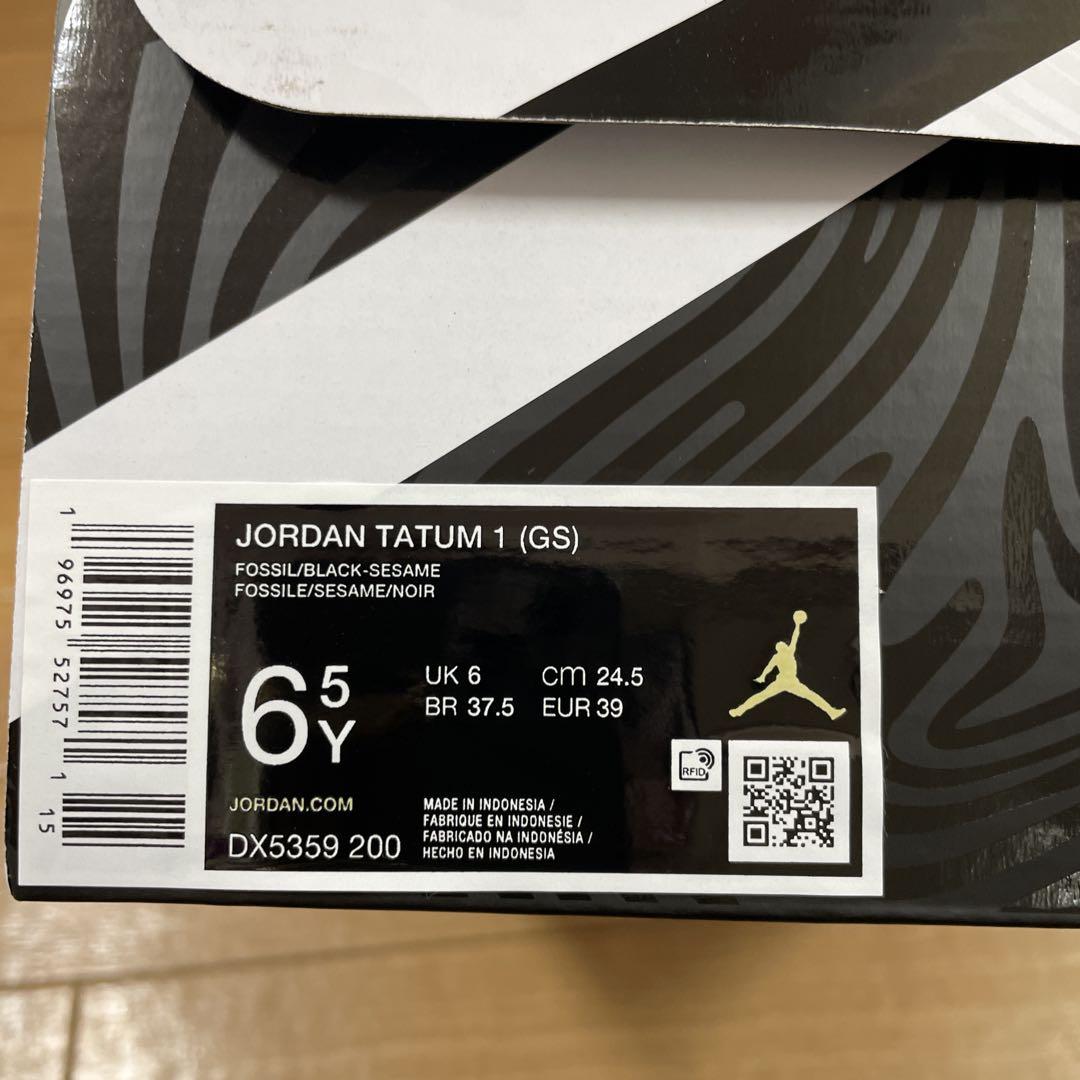 JORDAN TATUM 1 (GS)
FOSSIL/BLACK-SESAME
FOSSILE/SESAME/NOIR
6 5 Y
UK 6 cm 24.5
BR 37.5 EUR 39
RFID
JORDAN.COM
DX5359 200
MADE IN INDONESIA /
FABRIQUE EN INDONESIE /
FABRICADO NA INDONÉSIA /
HECHO EN INDONESIA
1 96975 52757 1 15